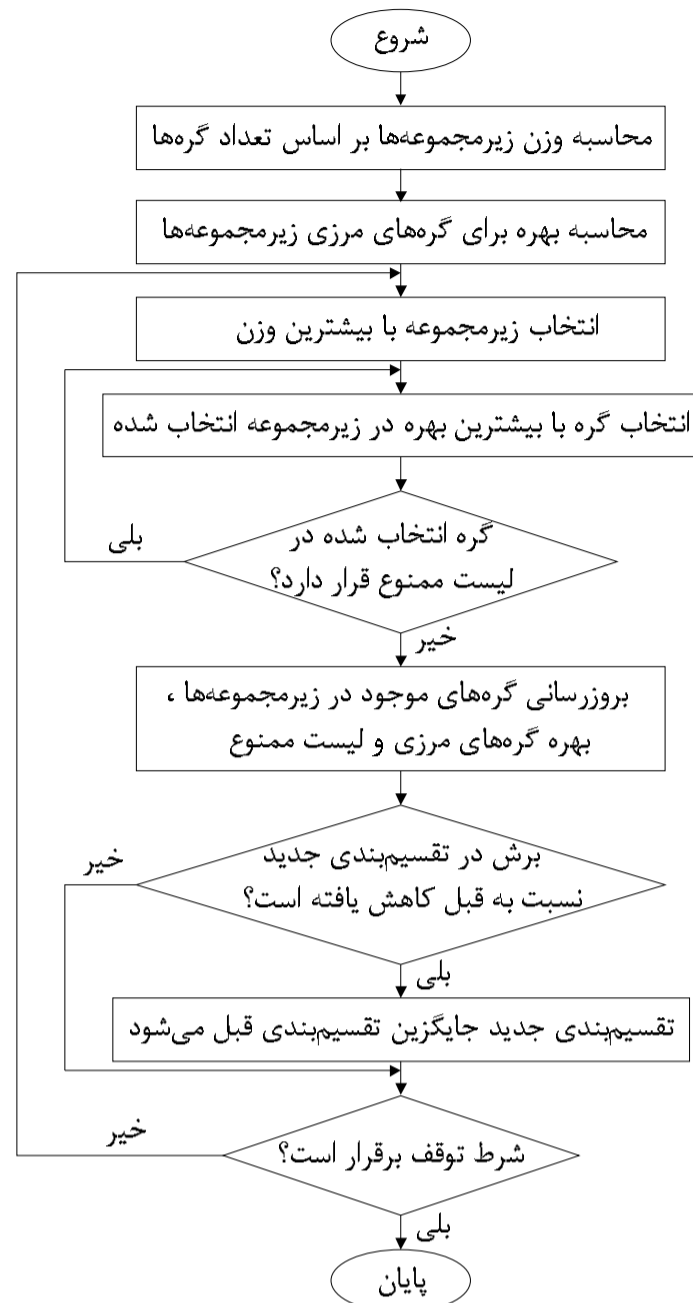 شروع
محاسبه وزن زیرمجموعه‌ها بر اساس تعداد گره‌ها
محاسبه بهره برای گره‌های مرزی زیرمجموعه‌ها
انتخاب زیرمجموعه با بیشترین وزن
انتخاب گره با بیشترین بهره در زیرمجموعه انتخاب شده
گره انتخاب شده در
لیست ممنوع قرار دارد؟
بلی
خیر
بروزرسانی گره‌های موجود در زیرمجموعه‌ها ،
بهره گره‌های مرزی و لیست ممنوع
برش در تقسیم‌بندی جدید
نسبت به قبل کاهش یافته است؟
خیر
بلی
تقسیم‌بندی جدید جایگزین تقسیم‌بندی قبل می‌شود
شرط توقف برقرار است؟
خیر
بلی
پایان